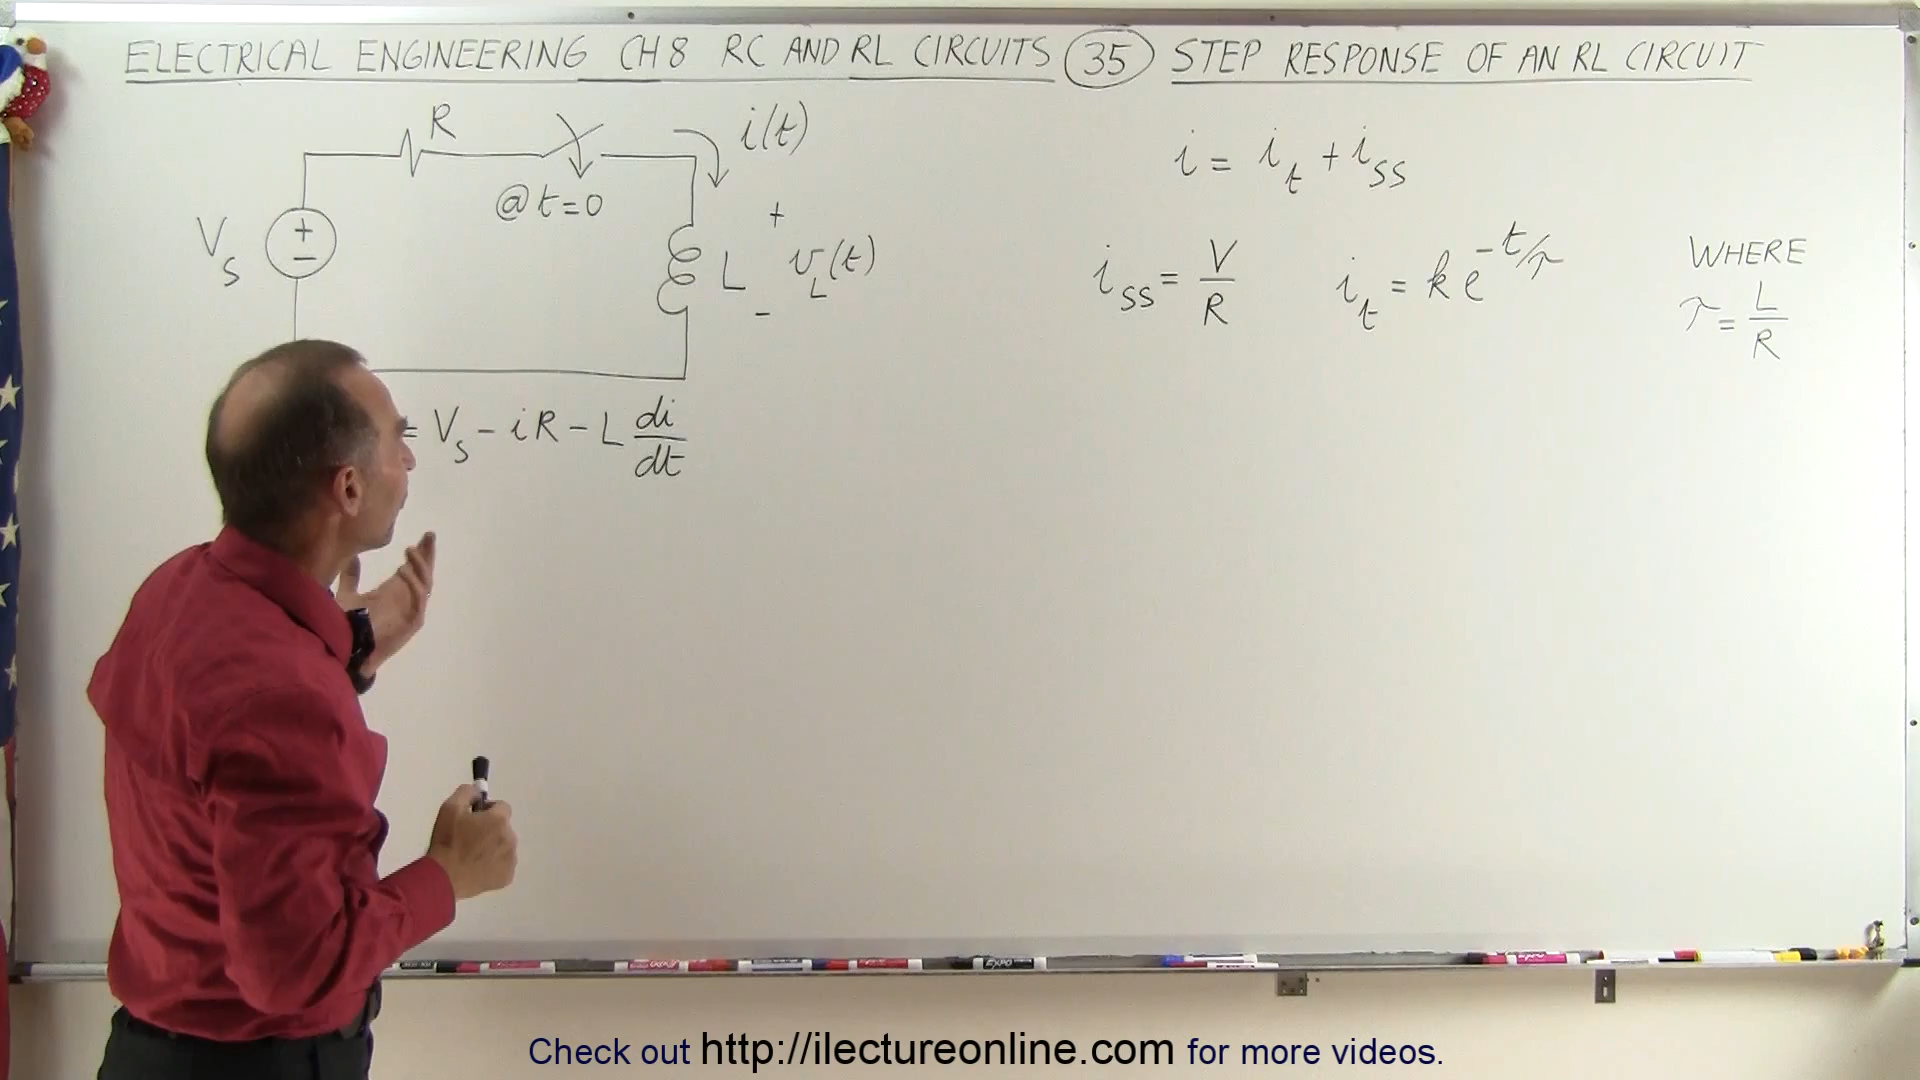 ELECTRICAL ENGINEERING CH 8 RC AND RL CIRCUITS 35 STEP RESPONSE OF AN RL CIRCUIT
R
i(t)
@ t=0
V_S
+
−
L
+
v_L(t)
−
= V_S − iR − L di/dt
i = i_t + i_SS
i_SS = V/R
i_t = k e^{-t/τ}
WHERE
τ = L/R
Check out http://ilectureonline.com for more videos.